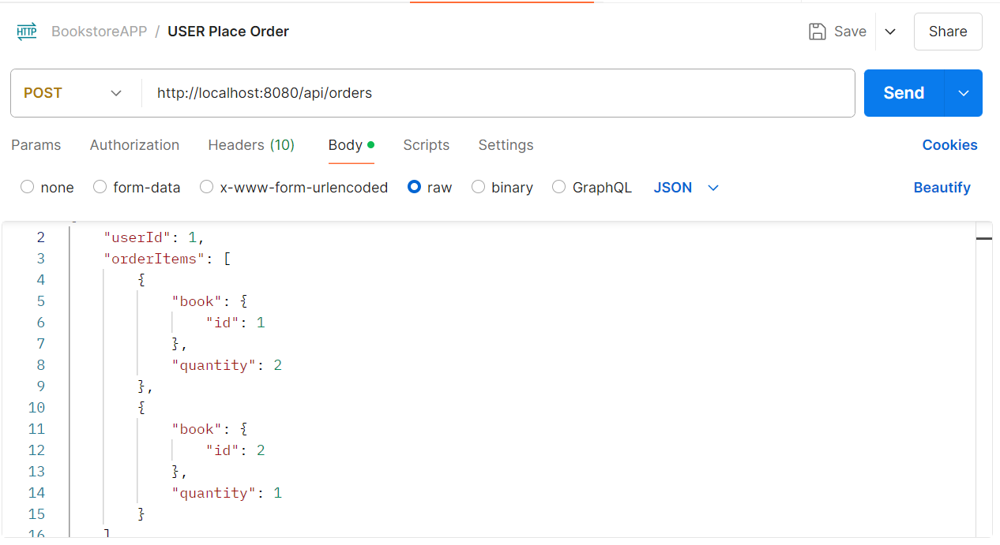 HTTP BookstoreAPP / USER Place Order Save Share
POST http://localhost:8080/api/orders Send
Params Authorization Headers (10) Body Scripts Settings Cookies
none form-data x-www-form-urlencoded raw binary GraphQL JSON Beautify
2 "userId": 1,
3 "orderItems": [
4 {
5 "book": {
6 "id": 1
7 },
8 "quantity": 2
9 },
10 {
11 "book": {
12 "id": 2
13 },
14 "quantity": 1
15 }
16 ]